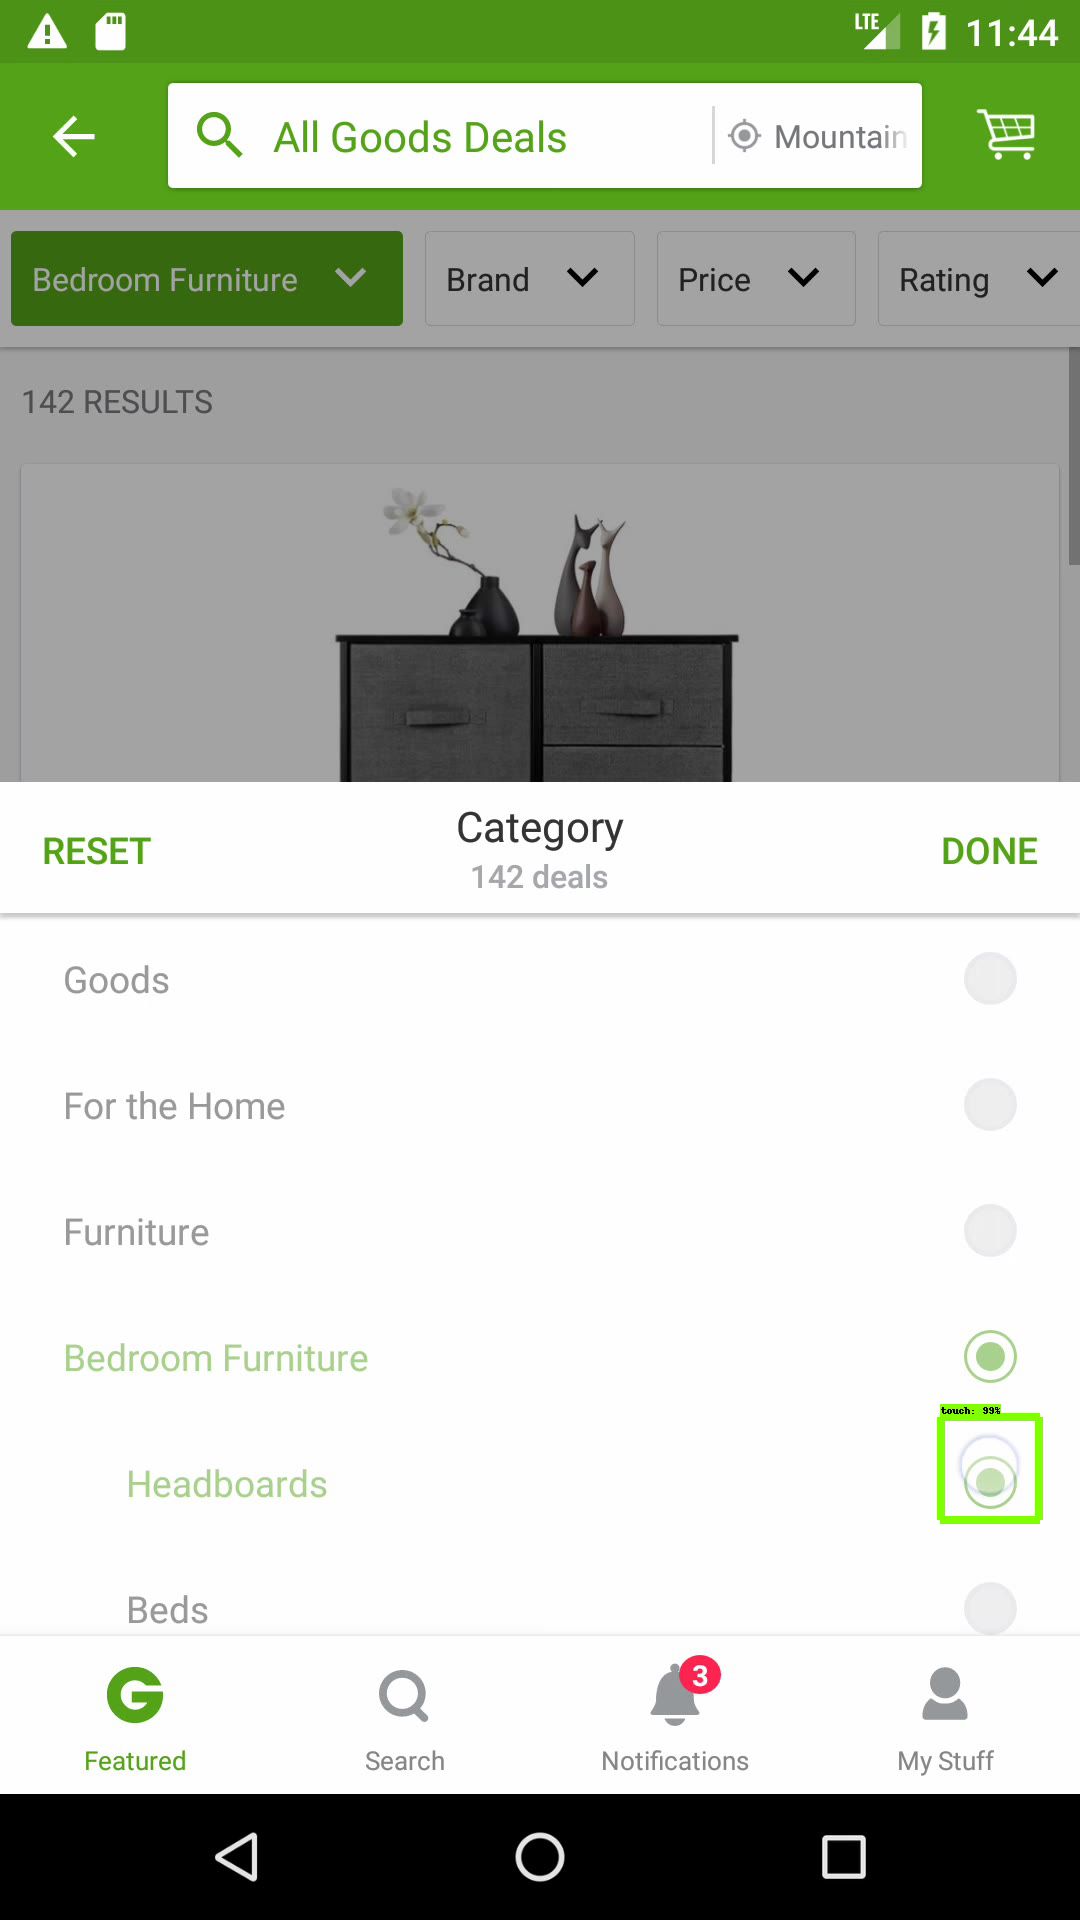 LTE 11:44
All Goods Deals Mountain
Bedroom Furniture Brand Price Rating
142 RESULTS
RESET Category DONE
142 deals
Goods
For the Home
Furniture
Bedroom Furniture
touch: 99%
Headboards
Beds
3
Featured Search Notifications My Stuff